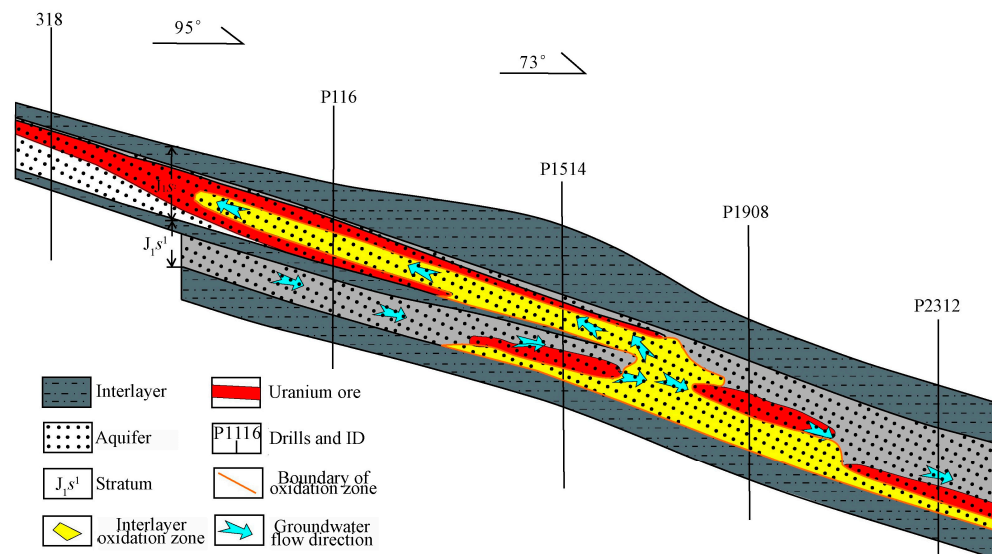 318
95°
73°
P116
P1514
P1908
P2312
J₁s¹
Interlayer
Uranium ore
Aquifer
P1116
Drills and ID
J₁s¹
Stratum
Boundary of
oxidation zone
Interlayer
oxidation zone
Groundwater
flow direction